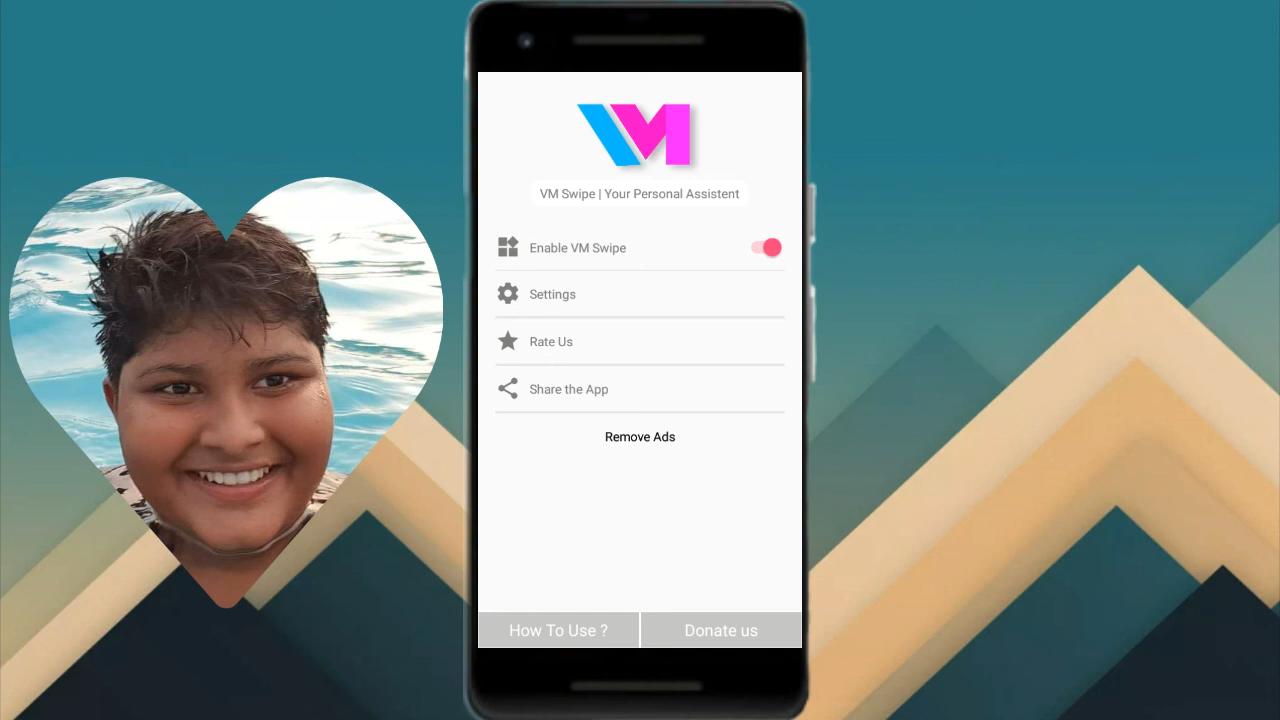 VM
VM Swipe | Your Personal Assistent
Enable VM Swipe
Settings
Rate Us
Share the App
Remove Ads
How To Use ?
Donate us